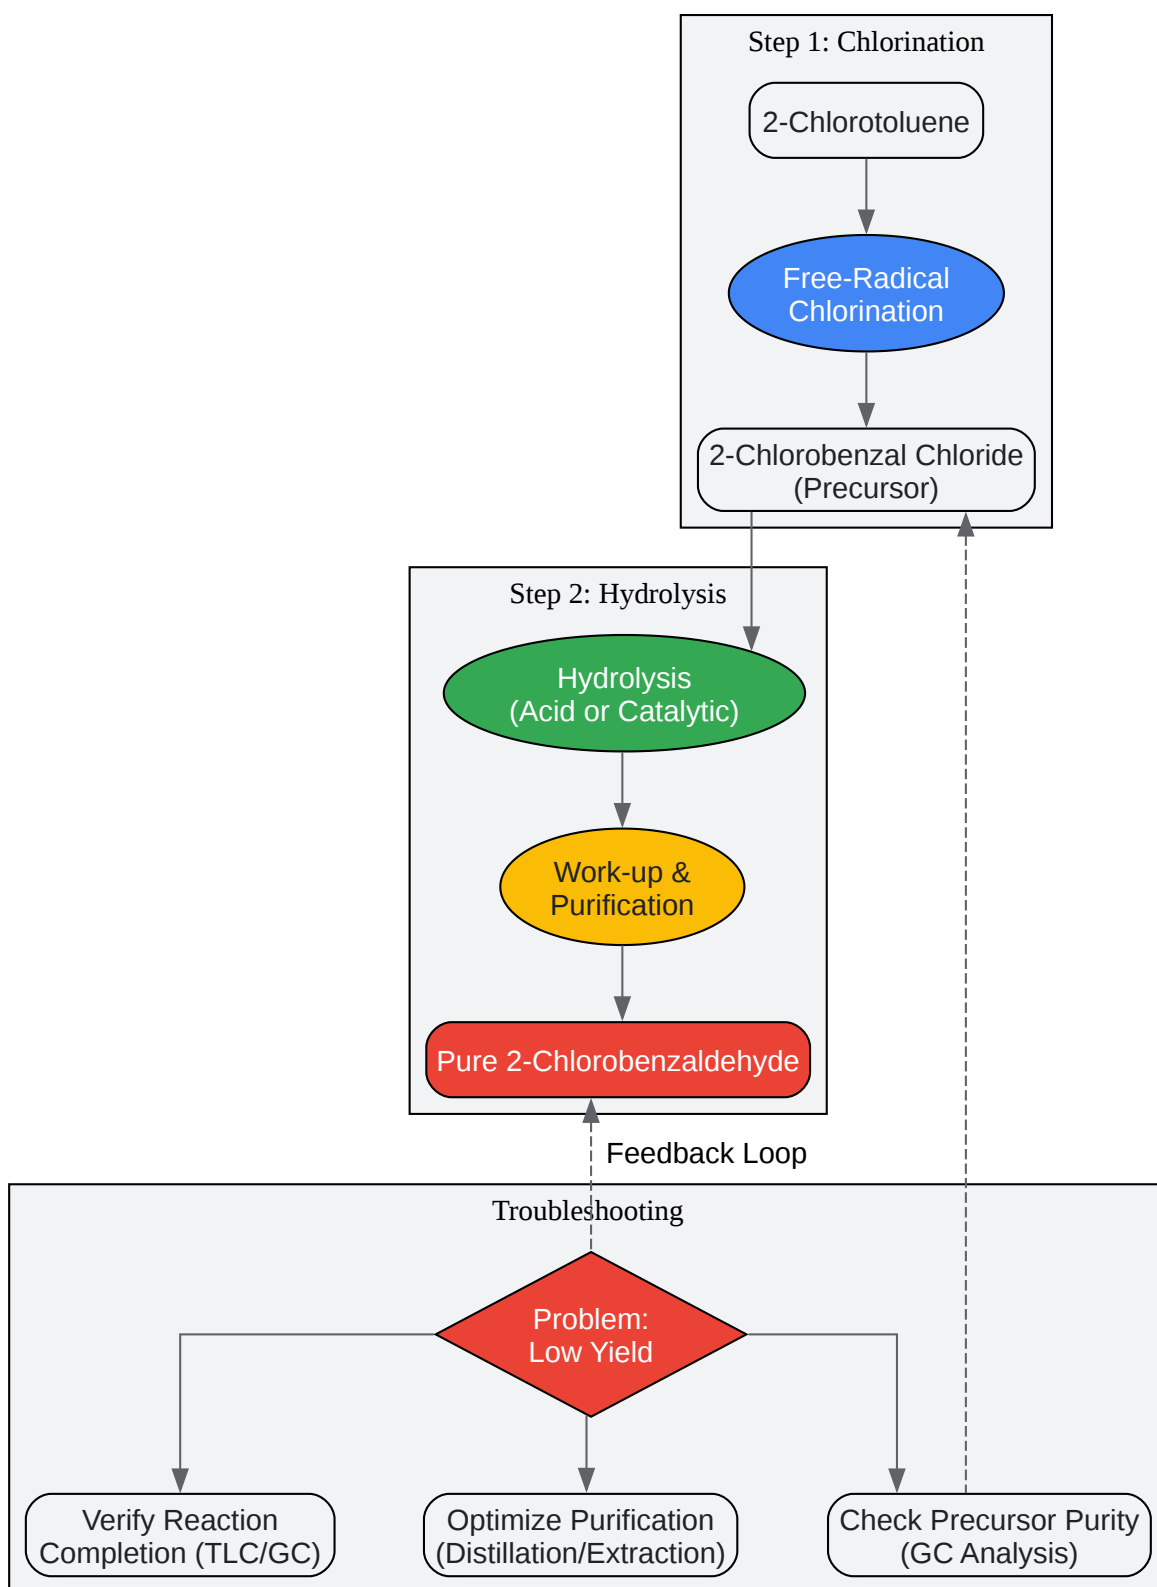 Step 1: Chlorination
2-Chlorotoluene
Free-Radical
Chlorination
2-Chlorobenzal Chloride
(Precursor)
Step 2: Hydrolysis
Hydrolysis
(Acid or Catalytic)
Work-up &
Purification
Pure 2-Chlorobenzaldehyde
Feedback Loop
Troubleshooting
Problem:
Low Yield
Verify Reaction
Completion (TLC/GC)
Optimize Purification
(Distillation/Extraction)
Check Precursor Purity
(GC Analysis)